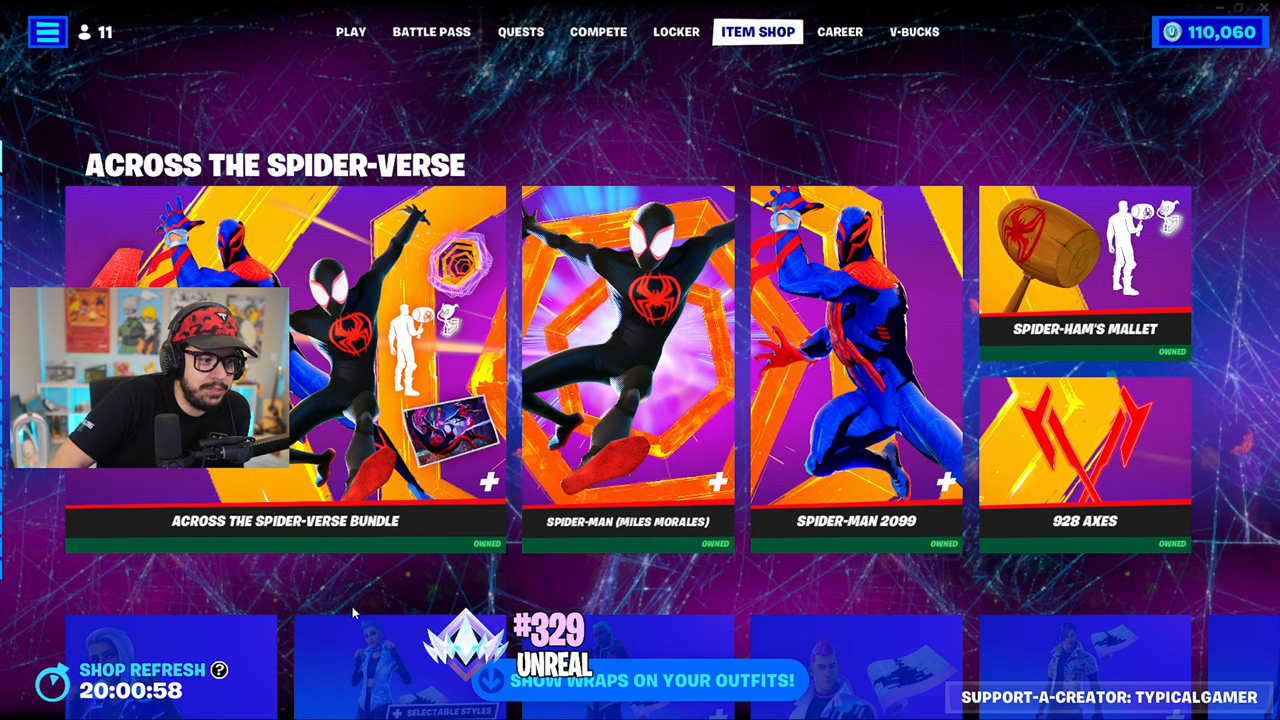 11
PLAY
BATTLE PASS
QUESTS
COMPETE
LOCKER
ITEM SHOP
CAREER
V-BUCKS
110,060
ACROSS THE SPIDER-VERSE
SPIDER-HAM'S MALLET
OWNED
ACROSS THE SPIDER-VERSE BUNDLE
OWNED
SPIDER-MAN (MILES MORALES)
OWNED
SPIDER-MAN 2099
OWNED
928 AXES
OWNED
#329
UNREAL
SHOW WRAPS ON YOUR OUTFITS!
SHOP REFRESH ?
20:00:58
+ SELECTABLE STYLES
SUPPORT-A-CREATOR: TYPICALGAMER